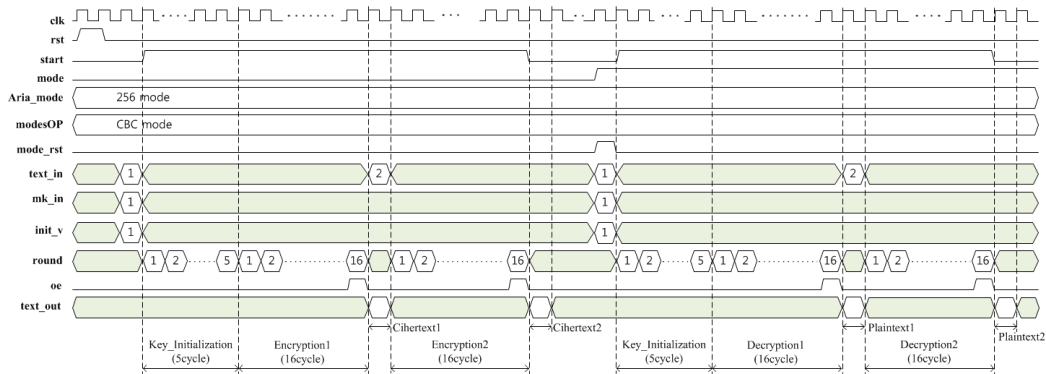 clk
rst
start
mode
Aria_mode 256 mode
modesOP CBC mode
mode_rst
text_in 1 2 1 2
mk_in 1 1
init_v 1 1
round 1 2 5 1 2 16 1 2 16 1 2 5 1 2 16 1 2 16
oe
text_out
Cihertext1 Cihertext2 Plaintext1 Plaintext2
Key_Initialization Encryption1 Encryption2 Key_Initialization Decryption1 Decryption2
(5cycle) (16cycle) (16cycle) (5cycle) (16cycle) (16cycle)